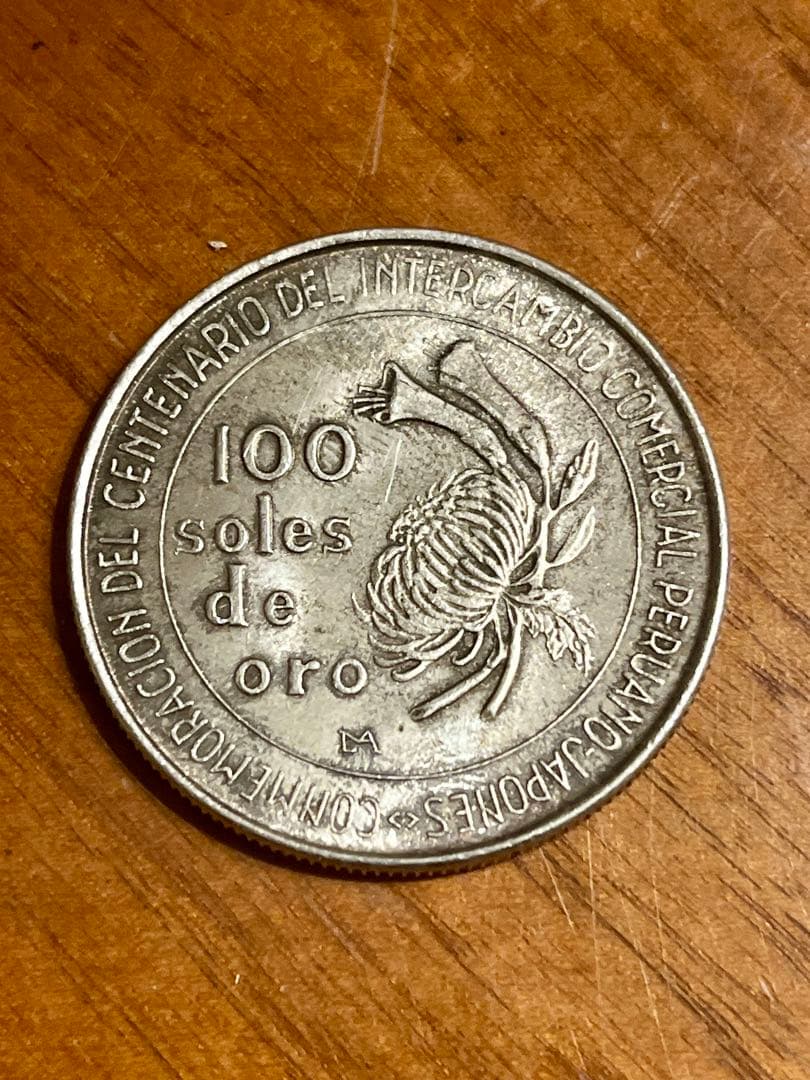 CONMEMORACION DEL CENTENARIO DEL INTERCAMBIO COMERCIAL PERUANO-JAPONES
100
soles
de
oro